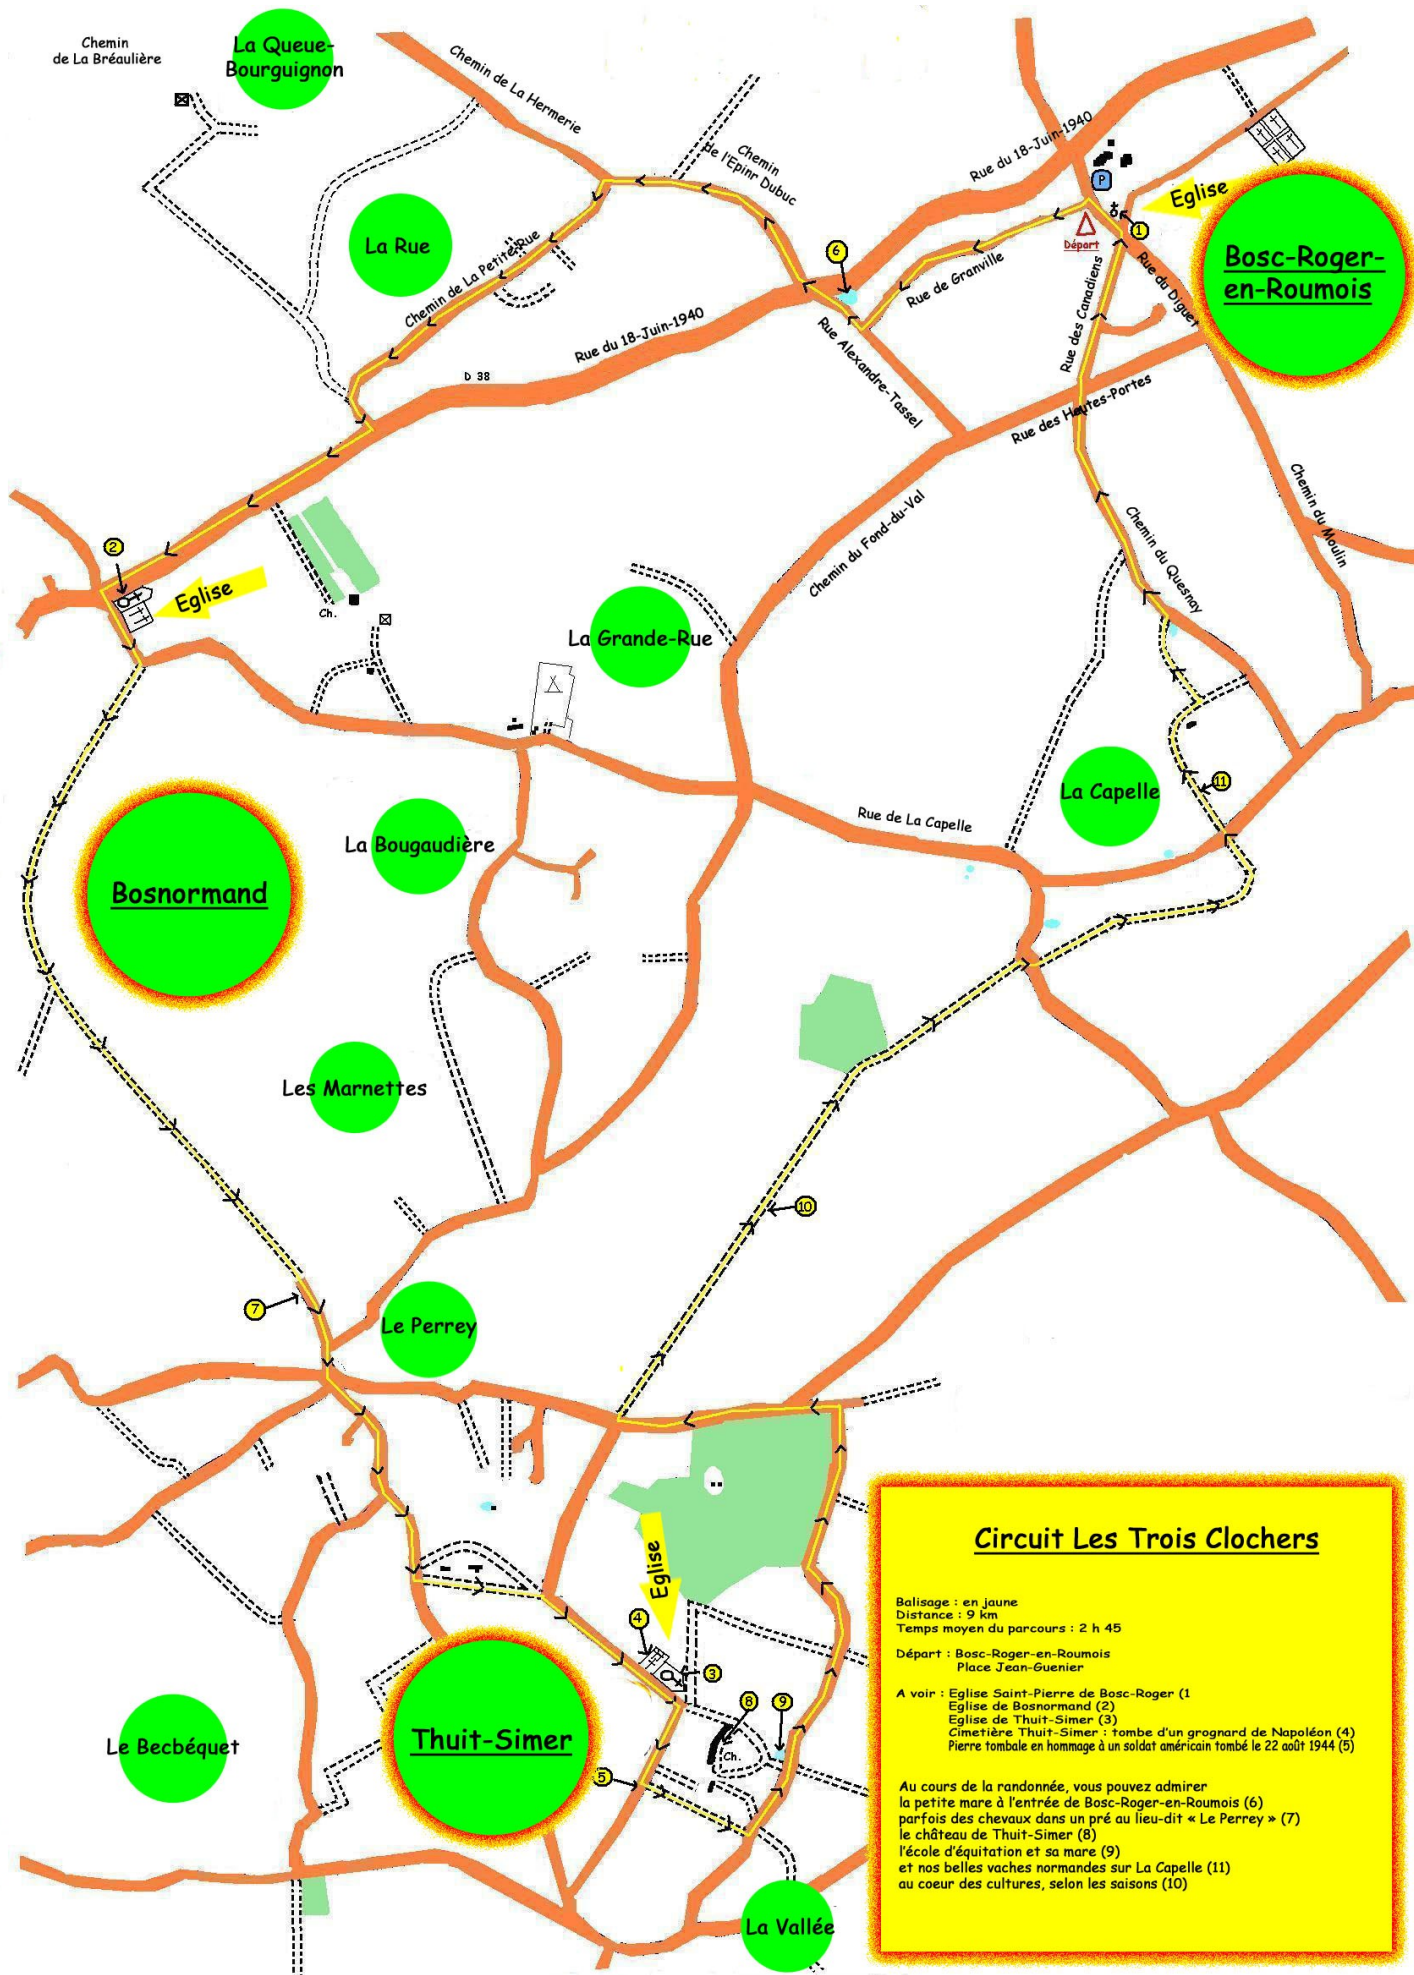 Chemin
de La Bréaulière
La Queue-
Bourguignon
Chemin de La Hermerie
Chemin
de l'Epinr Dubuc
Rue du 18-Juin-1940
P
Eglise
1
Départ
Bosc-Roger-
en-Roumois
La Rue
6
Chemin de La Petite Rue
Rue de Granville
Rue des Canadiens
Rue du Diguet
Rue du 18-Juin-1940
D 38
Rue Alexandre-Tassel
Rue des Hautes-Portes
Chemin du Fond-du-Val
Chemin du Moulin
Chemin du Quesnay
2
Eglise
Ch.
La Grande-Rue
La Capelle
11
Rue de La Capelle
La Bougaudière
Bosnormand
Les Marnettes
10
7
Le Perrey
Eglise
4
3
8
9
Ch.
5
Thuit-Simer
Le Becbéquet
La Vallée
Circuit Les Trois Clochers
Balisage : en jaune
Distance : 9 km
Temps moyen du parcours : 2 h 45
Départ : Bosc-Roger-en-Roumois
Place Jean-Guenier
A voir : Eglise Saint-Pierre de Bosc-Roger (1
Eglise de Bosnormand (2)
Eglise de Thuit-Simer (3)
Cimetière Thuit-Simer : tombe d'un grognard de Napoléon (4)
Pierre tombale en hommage à un soldat américain tombé le 22 août 1944 (5)
Au cours de la randonnée, vous pouvez admirer
la petite mare à l'entrée de Bosc-Roger-en-Roumois (6)
parfois des chevaux dans un pré au lieu-dit « Le Perrey » (7)
le château de Thuit-Simer (8)
l'école d'équitation et sa mare (9)
et nos belles vaches normandes sur La Capelle (11)
au coeur des cultures, selon les saisons (10)